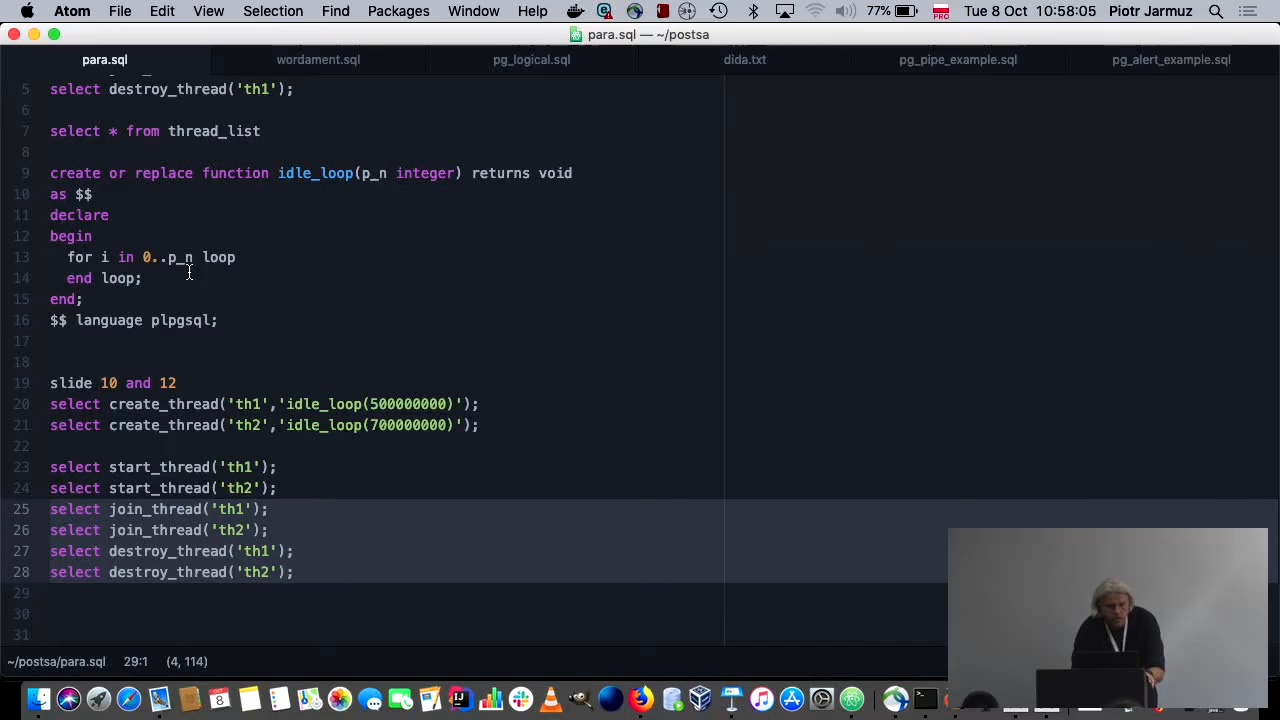 Atom File Edit View Selection Find Packages Window Help 77% PRO Tue 8 Oct 10:58:05 Piotr Jarmuz
para.sql — ~/postsa
para.sql wordament.sql pg_logical.sql dida.txt pg_pipe_example.sql pg_alert_example.sql
5 select destroy_thread('th1');
6
7 select * from thread_list
8
9 create or replace function idle_loop(p_n integer) returns void
10 as $$
11 declare
12 begin
13 for i in 0..p_n loop
14 end loop;
15 end;
16 $$ language plpgsql;
17
18
19 slide 10 and 12
20 select create_thread('th1','idle_loop(500000000)');
21 select create_thread('th2','idle_loop(700000000)');
22
23 select start_thread('th1');
24 select start_thread('th2');
25 select join_thread('th1');
26 select join_thread('th2');
27 select destroy_thread('th1');
28 select destroy_thread('th2');
29
30
31
~/postsa/para.sql 29:1 (4, 114)